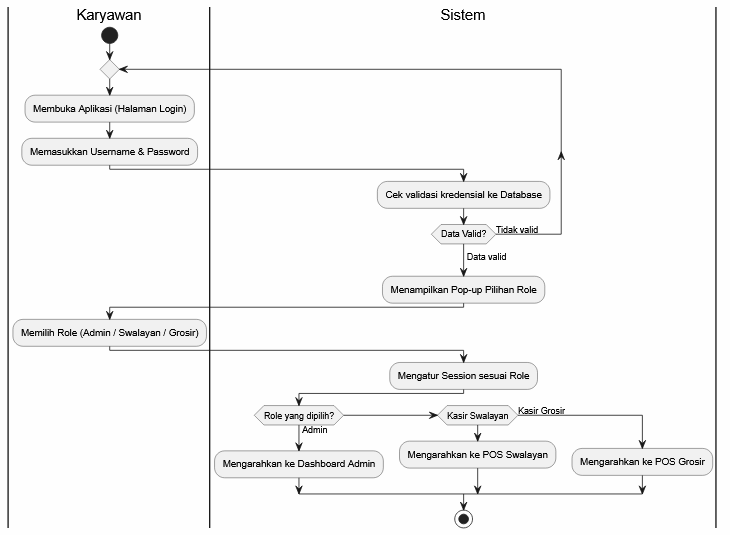 Karyawan
Sistem
Membuka Aplikasi (Halaman Login)
Memasukkan Username & Password
Cek validasi kredensial ke Database
Data Valid?
Tidak valid
Data valid
Menampilkan Pop-up Pilihan Role
Memilih Role (Admin / Swalayan / Grosir)
Mengatur Session sesuai Role
Role yang dipilih?
Kasir Swalayan
Kasir Grosir
Admin
Mengarahkan ke Dashboard Admin
Mengarahkan ke POS Swalayan
Mengarahkan ke POS Grosir